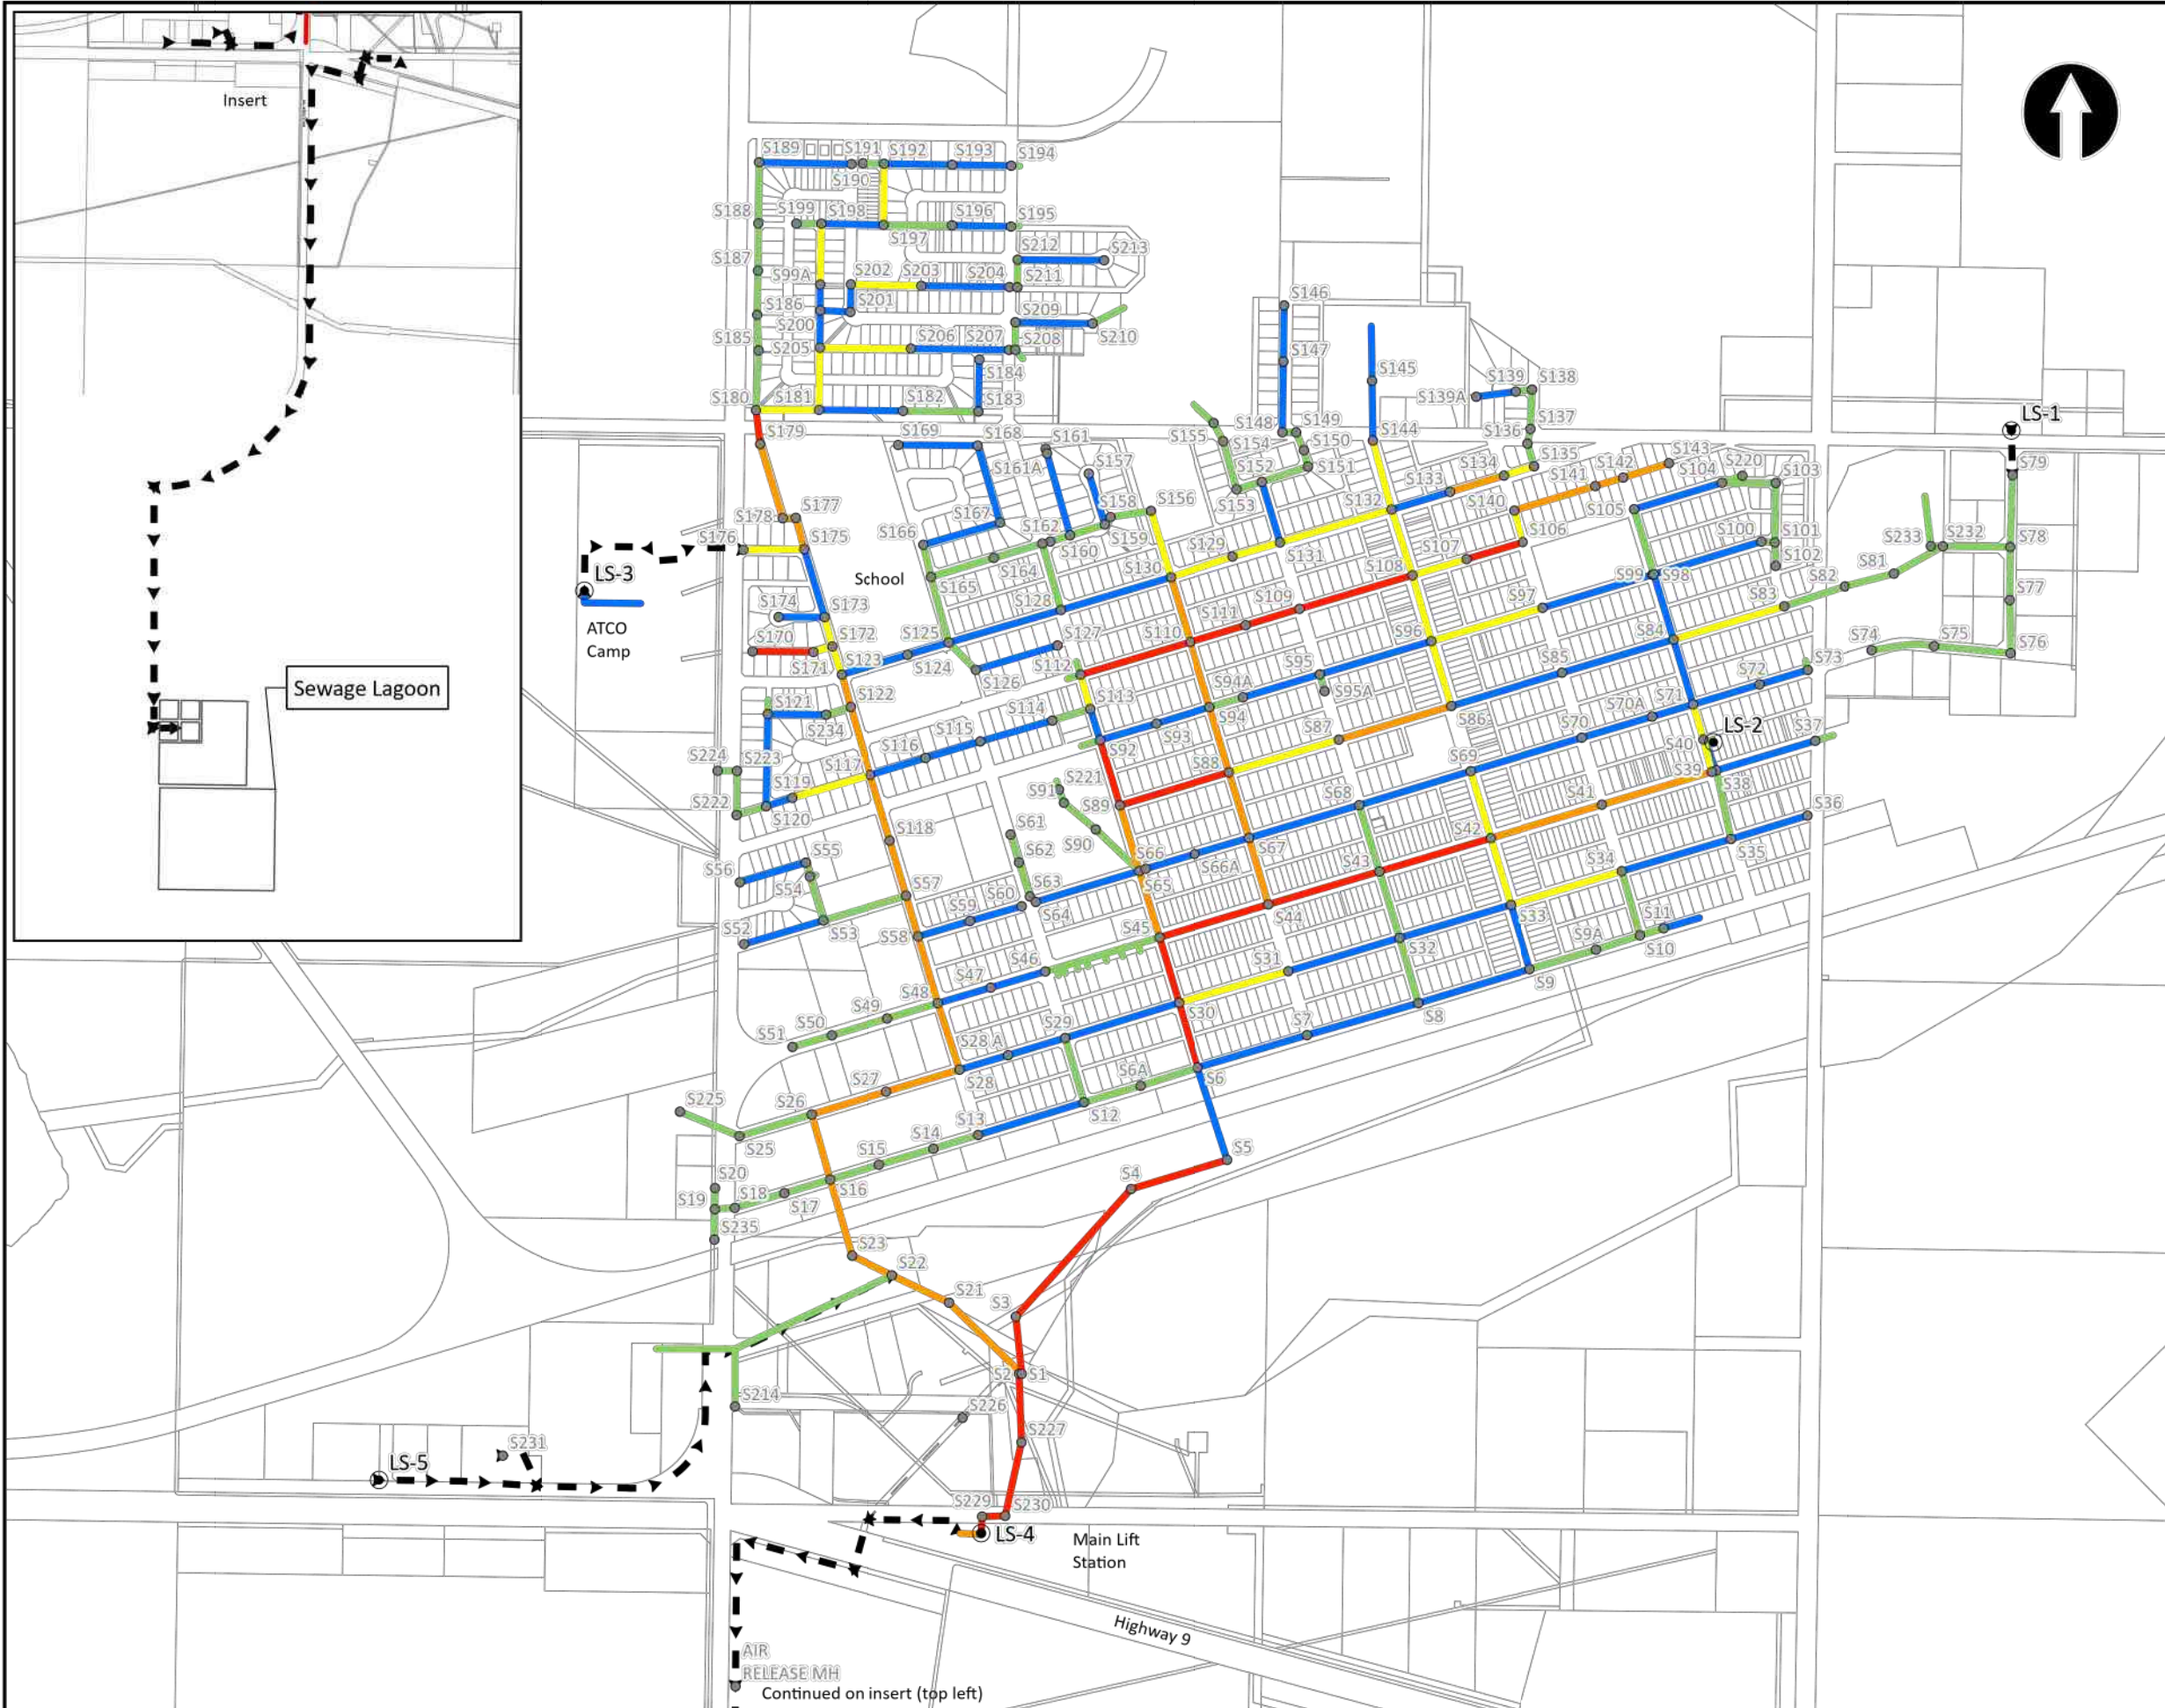 Insert
Sewage Lagoon
S189
S191
S192
S193
S194
S190
S188
S199
S198
S196
S195
S197
S212
S213
S187
S99A
S202
S203
S204
S211
S186
S201
S209
S200
S185
S205
S206
S207
S208
S210
S184
S180
S181
S182
S183
S146
S147
S145
S139
S138
S139A
S137
S148
S149
S144
S136
LS-1
S179
S169
S168
S161
S155
S154
S150
S135
S143
S161A
S157
S152
S151
S134
S141
S142
S104
S220
S103
S79
S133
S178
S177
S158
S156
S153
S132
S140
S105
S167
S166
S162
S176
S175
S160
S159
S129
S131
S107
S106
S100
S101
S233
S232
S78
LS-3
School
S164
S130
S108
S102
S81
S165
S99
S98
S82
S77
S174
S173
S128
S111
S109
S97
S83
ATCO
Camp
S172
S125
S127
S110
S96
S84
S74
S75
S76
S170
S171
S123
S124
S126
S112
S95
S85
S72
S73
S94A
S95A
S122
S121
S234
S114
S113
S94
S86
S70A
S71
S115
S93
S87
S70
LS-2
S37
S116
S92
S40
S224
S223
S117
S69
S39
S119
S221
S88
S38
S91
S222
S120
S89
S68
S41
S36
S118
S61
S90
S42
S55
S62
S66
S66A
S67
S43
S34
S35
S56
S54
S63
S65
S57
S60
S59
S64
S44
S33
S11
S52
S53
S58
S45
S32
S9A
S10
S46
S31
S47
S9
S48
S49
S30
S8
S50
S51
S29
S7
S28A
S27
S28
S6A
S6
S225
S26
S12
S13
S25
S14
S15
S5
S20
S4
S19
S18
S17
S16
S235
S23
S22
S21
S3
S2
S1
S214
S226
S227
S231
LS-5
S229
S230
LS-4
Main Lift
Station
Highway 9
AIR
RELEASE MH
Continued on insert (top left)